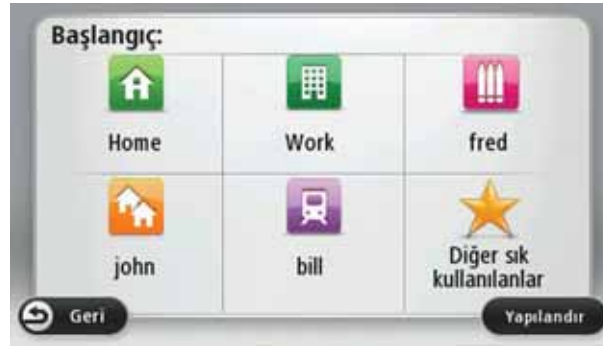 Başlangıç:
Home
Work
fred
john
bill
Diğer sık
kullanılanlar
Geri
Yapılandır